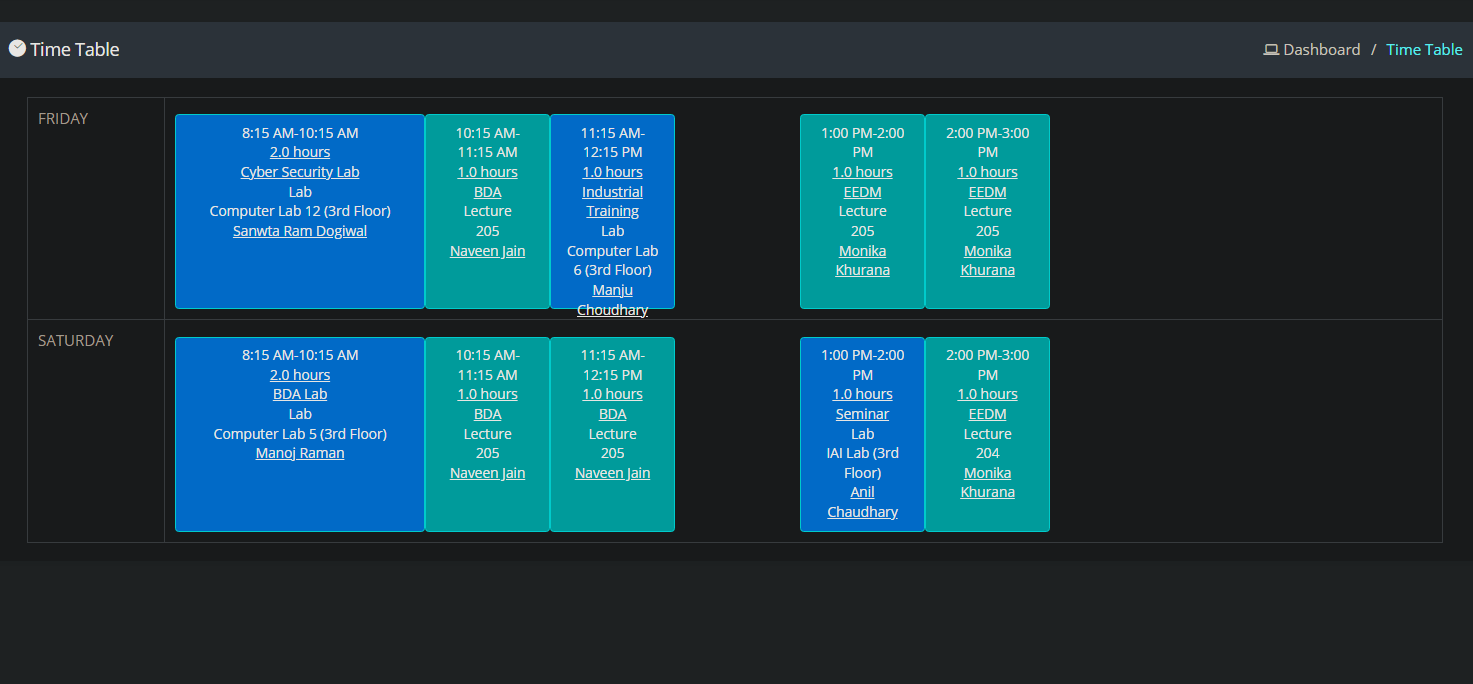 Time Table
Dashboard / Time Table
FRIDAY
8:15 AM-10:15 AM
2.0 hours
Cyber Security Lab
Lab
Computer Lab 12 (3rd Floor)
Sanwta Ram Dogiwal
10:15 AM-
11:15 AM
1.0 hours
BDA
Lecture
205
Naveen Jain
11:15 AM-
12:15 PM
1.0 hours
Industrial
Training
Lab
Computer Lab
6 (3rd Floor)
Manju
Choudhary
1:00 PM-2:00
PM
1.0 hours
EEDM
Lecture
205
Monika
Khurana
2:00 PM-3:00
PM
1.0 hours
EEDM
Lecture
205
Monika
Khurana
SATURDAY
8:15 AM-10:15 AM
2.0 hours
BDA Lab
Lab
Computer Lab 5 (3rd Floor)
Manoj Raman
10:15 AM-
11:15 AM
1.0 hours
BDA
Lecture
205
Naveen Jain
11:15 AM-
12:15 PM
1.0 hours
BDA
Lecture
205
Naveen Jain
1:00 PM-2:00
PM
1.0 hours
Seminar
Lab
IAI Lab (3rd
Floor)
Anil
Chaudhary
2:00 PM-3:00
PM
1.0 hours
EEDM
Lecture
204
Monika
Khurana